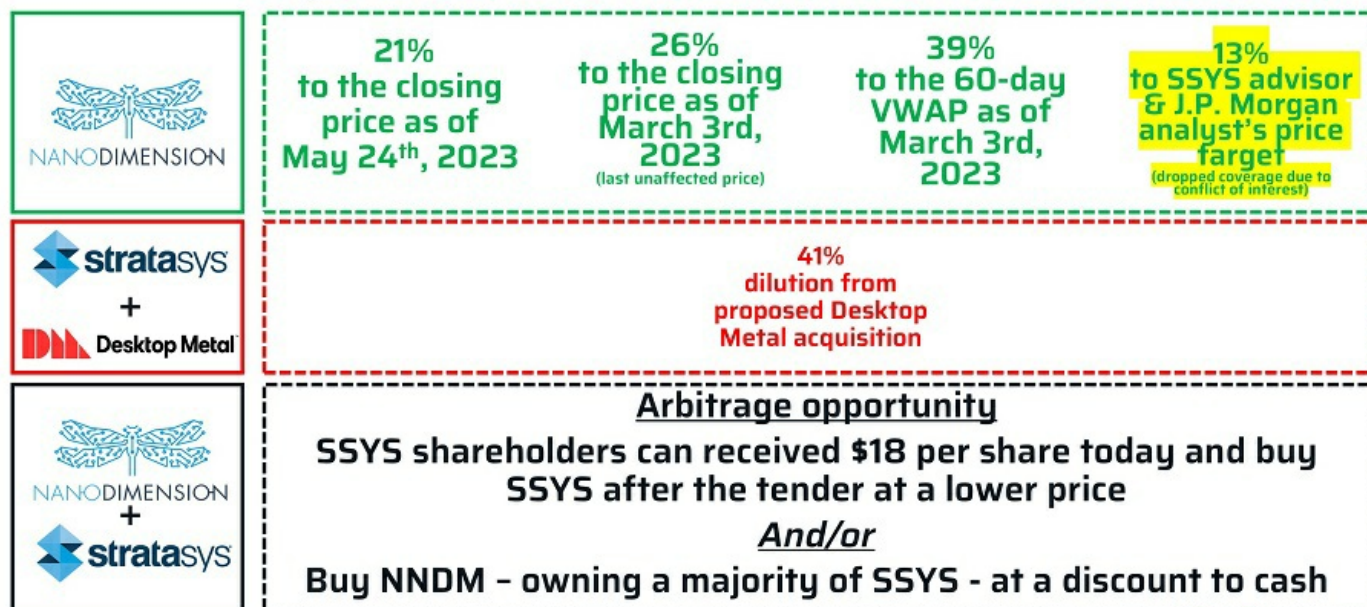 NANODIMENSION
21%
to the closing
price as of
May 24th, 2023
26%
to the closing
price as of
March 3rd,
2023
(last unaffected price)
39%
to the 60-day
VWAP as of
March 3rd,
2023
13%
to SSYS advisor
& J.P. Morgan
analyst's price
target
(dropped coverage due to
conflict of interest)
stratasys
+
DM Desktop Metal
41%
dilution from
proposed Desktop
Metal acquisition
NANODIMENSION
+
stratasys
Arbitrage opportunity
SSYS shareholders can received $18 per share today and buy
SSYS after the tender at a lower price
And/or
Buy NNDM – owning a majority of SSYS - at a discount to cash